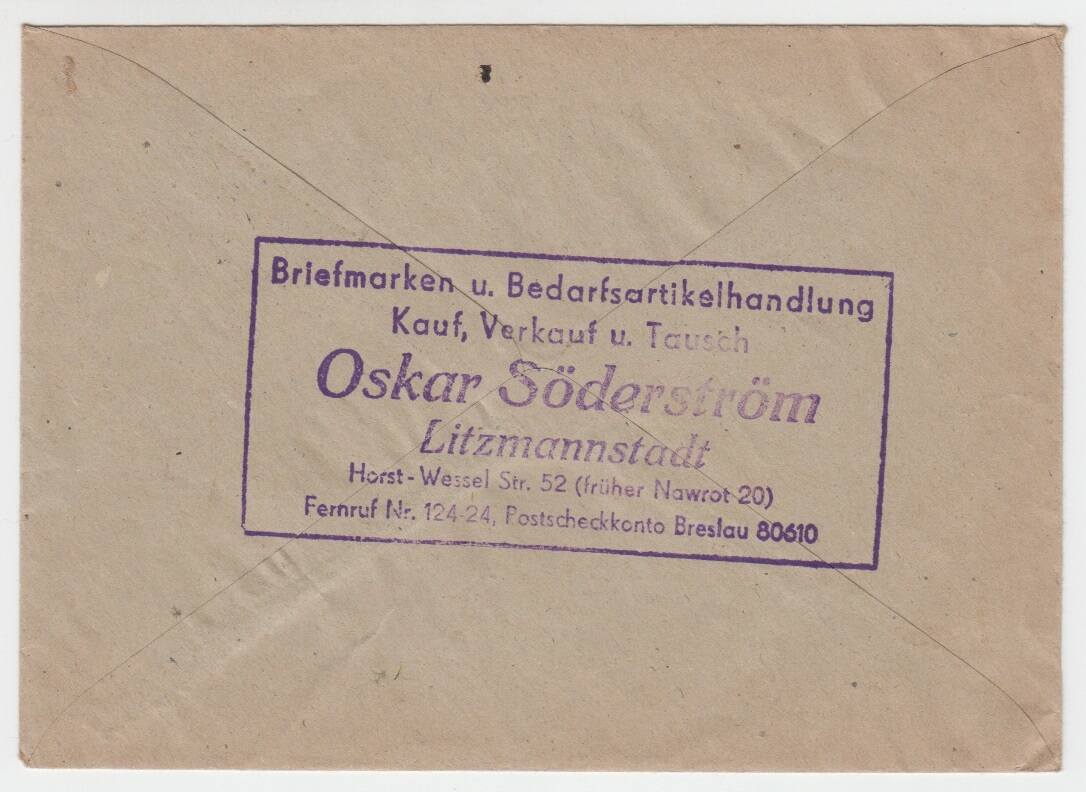 Briefmarken u. Bedarfsartikelhandlung
Kauf, Verkauf u. Tausch
Oskar Söderström
Litzmannstadt
Horst-Wessel Str. 52 (früher Nawrot 20)
Fernruf Nr. 124-24, Postscheckkonto Breslau 80610